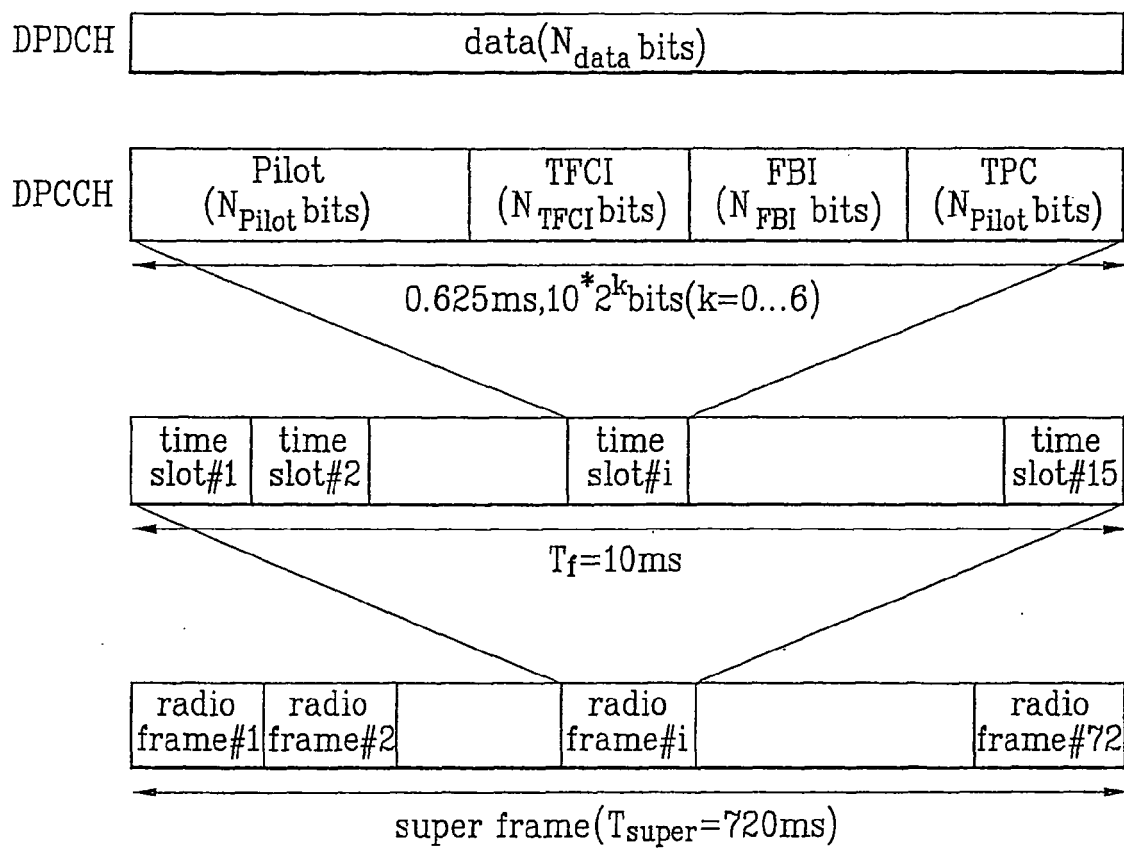 DPDCH data(N_data bits)
DPCCH
Pilot
(N_Pilot bits)
TFCI
(N_TFCI bits)
FBI
(N_FBI bits)
TPC
(N_Pilot bits)
0.625ms,10*2^k bits(k=0...6)
time
slot#1
time
slot#2
time
slot#i
time
slot#15
T_f=10ms
radio
frame#1
radio
frame#2
radio
frame#i
radio
frame#72
super frame(T_super=720ms)